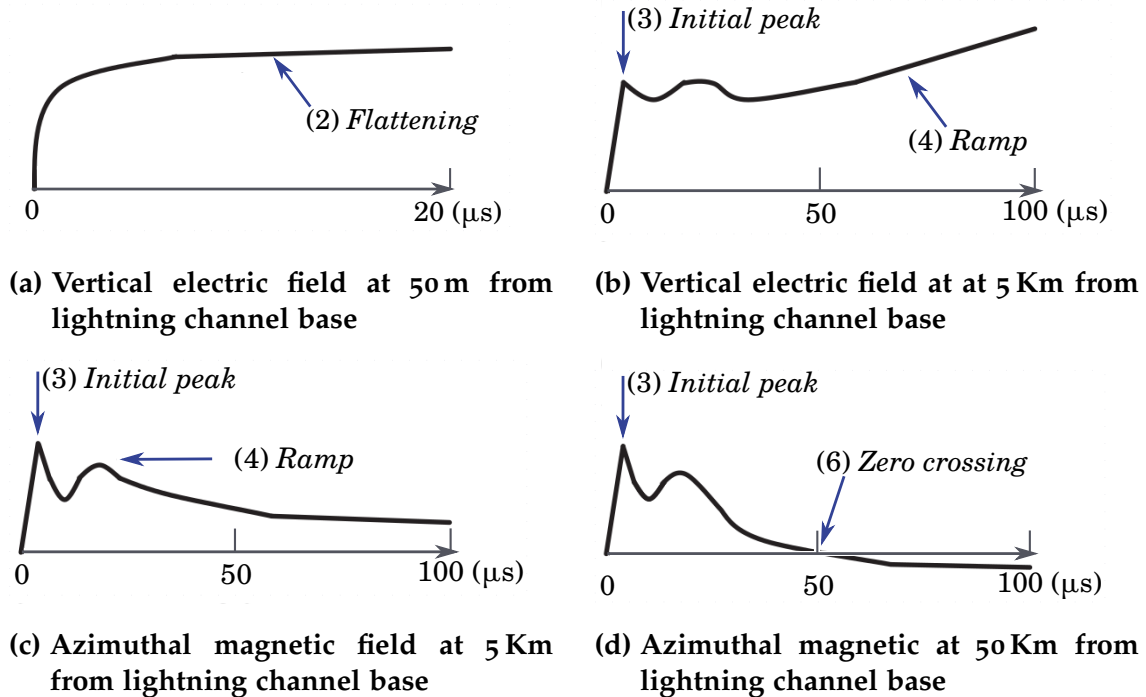 (2) Flattening
0
20 (μs)
(a) Vertical electric field at 50 m from
lightning channel base
(3) Initial peak
(4) Ramp
0
50
100 (μs)
(b) Vertical electric field at at 5 Km from
lightning channel base
(3) Initial peak
(4) Ramp
0
50
100 (μs)
(c) Azimuthal magnetic field at 5 Km
from lightning channel base
(3) Initial peak
(6) Zero crossing
0
50
100 (μs)
(d) Azimuthal magnetic at 50 Km from
lightning channel base